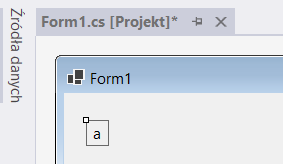 Źródła danych
Form1.cs [Projekt]*
Form1
a